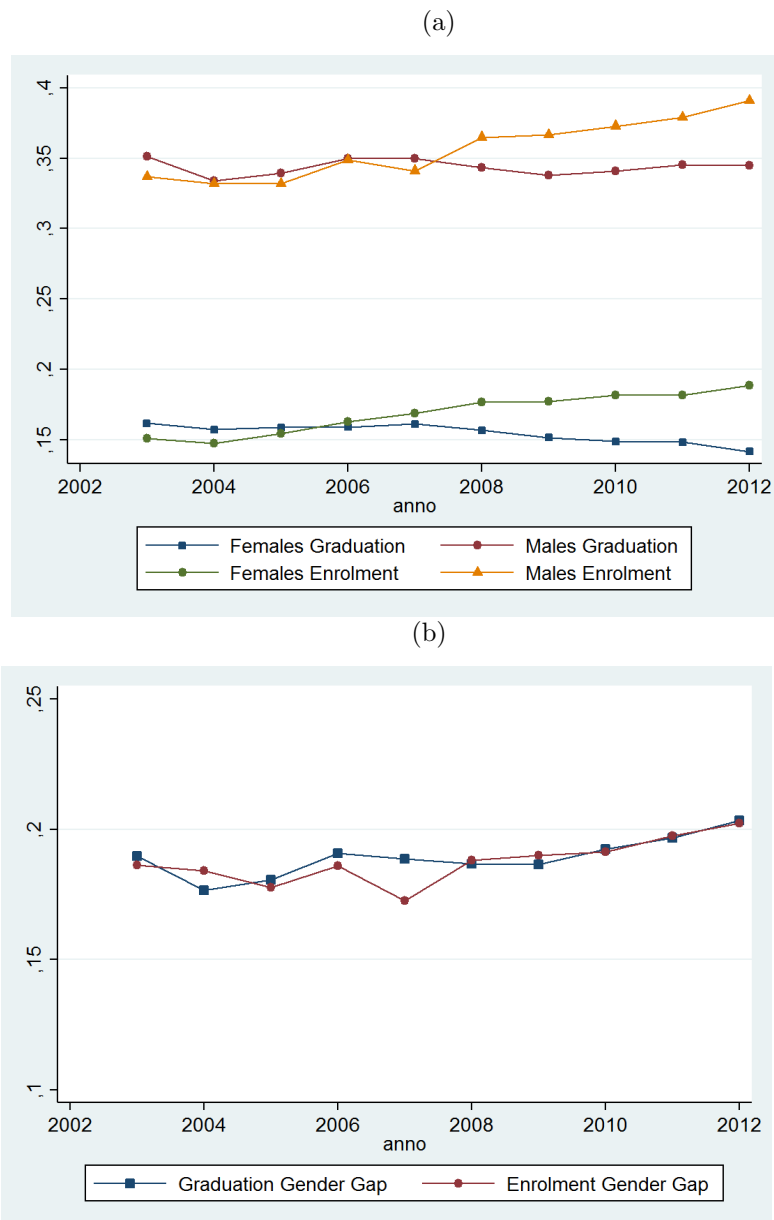 (a)
,4
,35
,3
,25
,2
,15
2002 2004 2006 2008 2010 2012
anno
Females Graduation Males Graduation
Females Enrolment Males Enrolment
(b)
,25
,2
,15
,1
2002 2004 2006 2008 2010 2012
anno
Graduation Gender Gap Enrolment Gender Gap